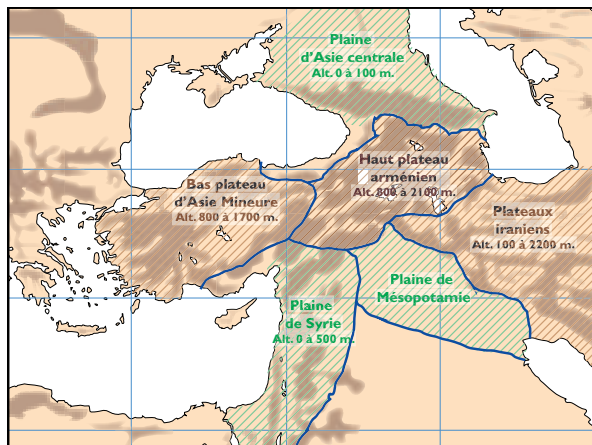 Plaine
d'Asie centrale
Alt. 0 à 100 m.
Haut plateau
arménien
Alt. 800 à 2100 m.
Bas plateau
d'Asie Mineure
Alt. 800 à 1700 m.
Plateaux
iraniens
Alt. 100 à 2200 m.
Plaine de
Mésopotamie
Plaine
de Syrie
Alt. 0 à 500 m.